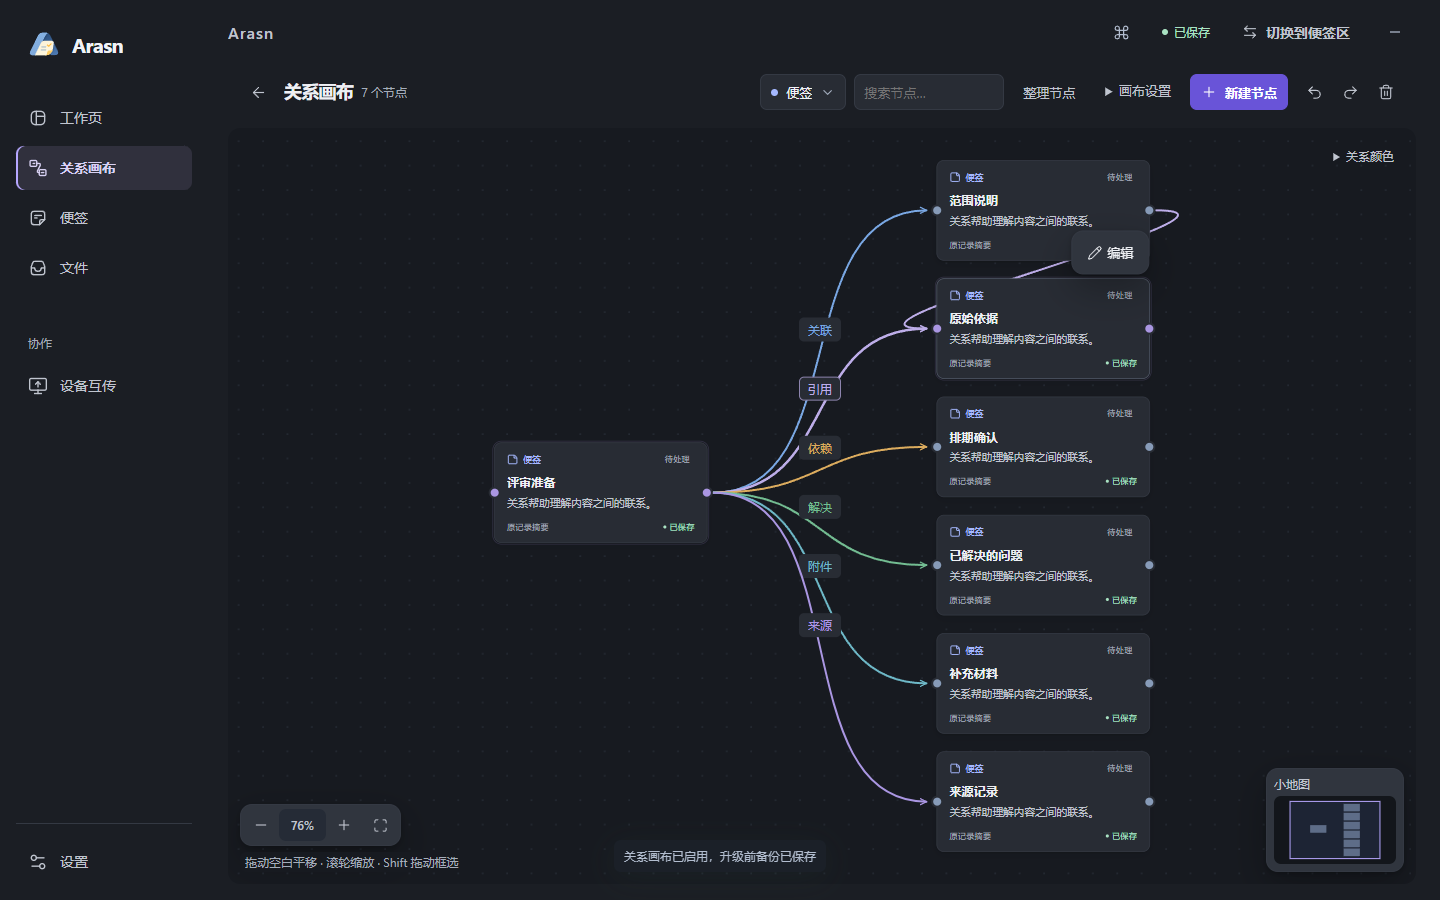 Arasn
工作页
关系画布
便签
文件
协作
设备互传
设置
Arasn
⌘
已保存
切换到便签区
关系画布 7 个节点
便签
搜索节点...
整理节点
画布设置
新建节点
关系颜色
便签 待处理
范围说明
关系帮助理解内容之间的联系。
原记录摘要
编辑
便签 待处理
原始依据
关系帮助理解内容之间的联系。
原记录摘要 已保存
便签 待处理
排期确认
关系帮助理解内容之间的联系。
原记录摘要 已保存
便签 待处理
评审准备
关系帮助理解内容之间的联系。
原记录摘要 已保存
便签 待处理
已解决的问题
关系帮助理解内容之间的联系。
原记录摘要 已保存
便签 待处理
补充材料
关系帮助理解内容之间的联系。
原记录摘要 已保存
便签 待处理
来源记录
关系帮助理解内容之间的联系。
原记录摘要 已保存
关联
引用
依赖
解决
附件
来源
76%
拖动空白平移 · 滚轮缩放 · Shift 拖动框选
关系画布已启用，升级前备份已保存
小地图